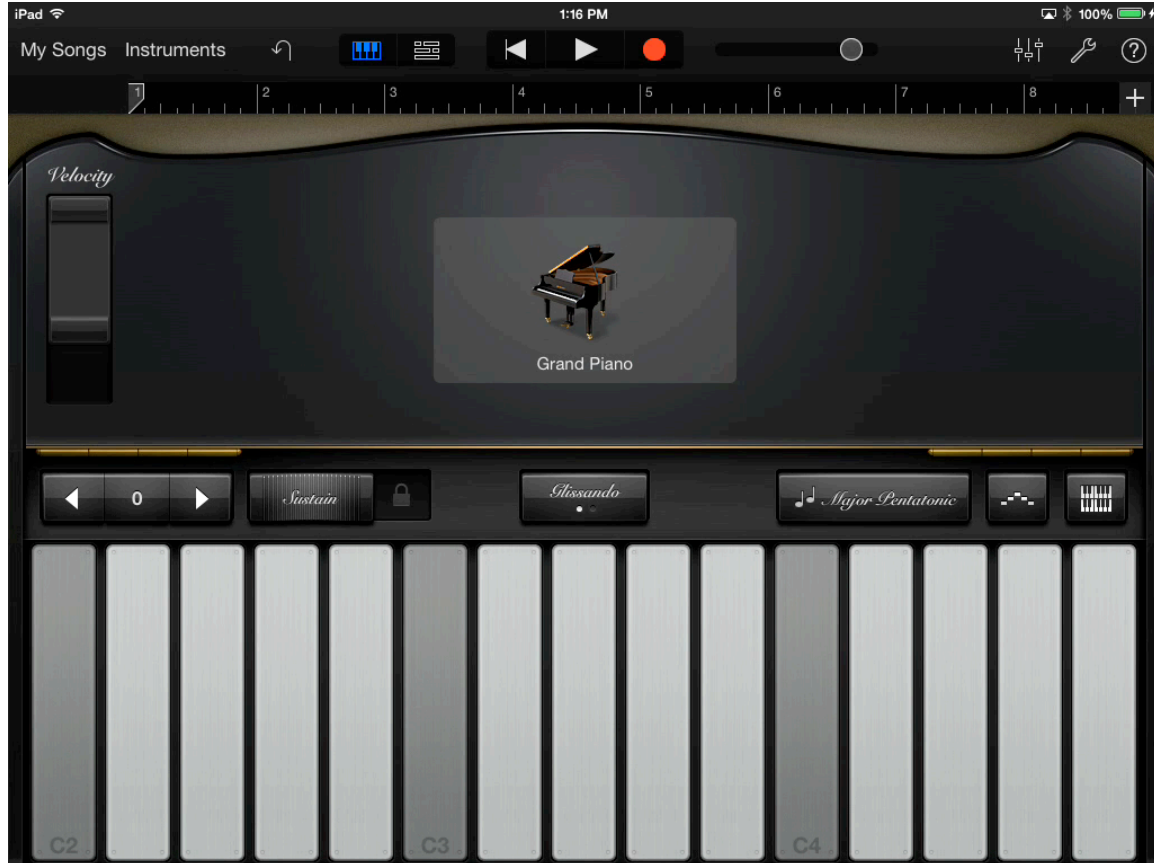 iPad 1:16 PM 100%
My Songs Instruments ?
1 2 3 4 5 6 7 8 +
Velocity
Grand Piano
0 Sustain Glissando Major Pentatonic
C2 C3 C4